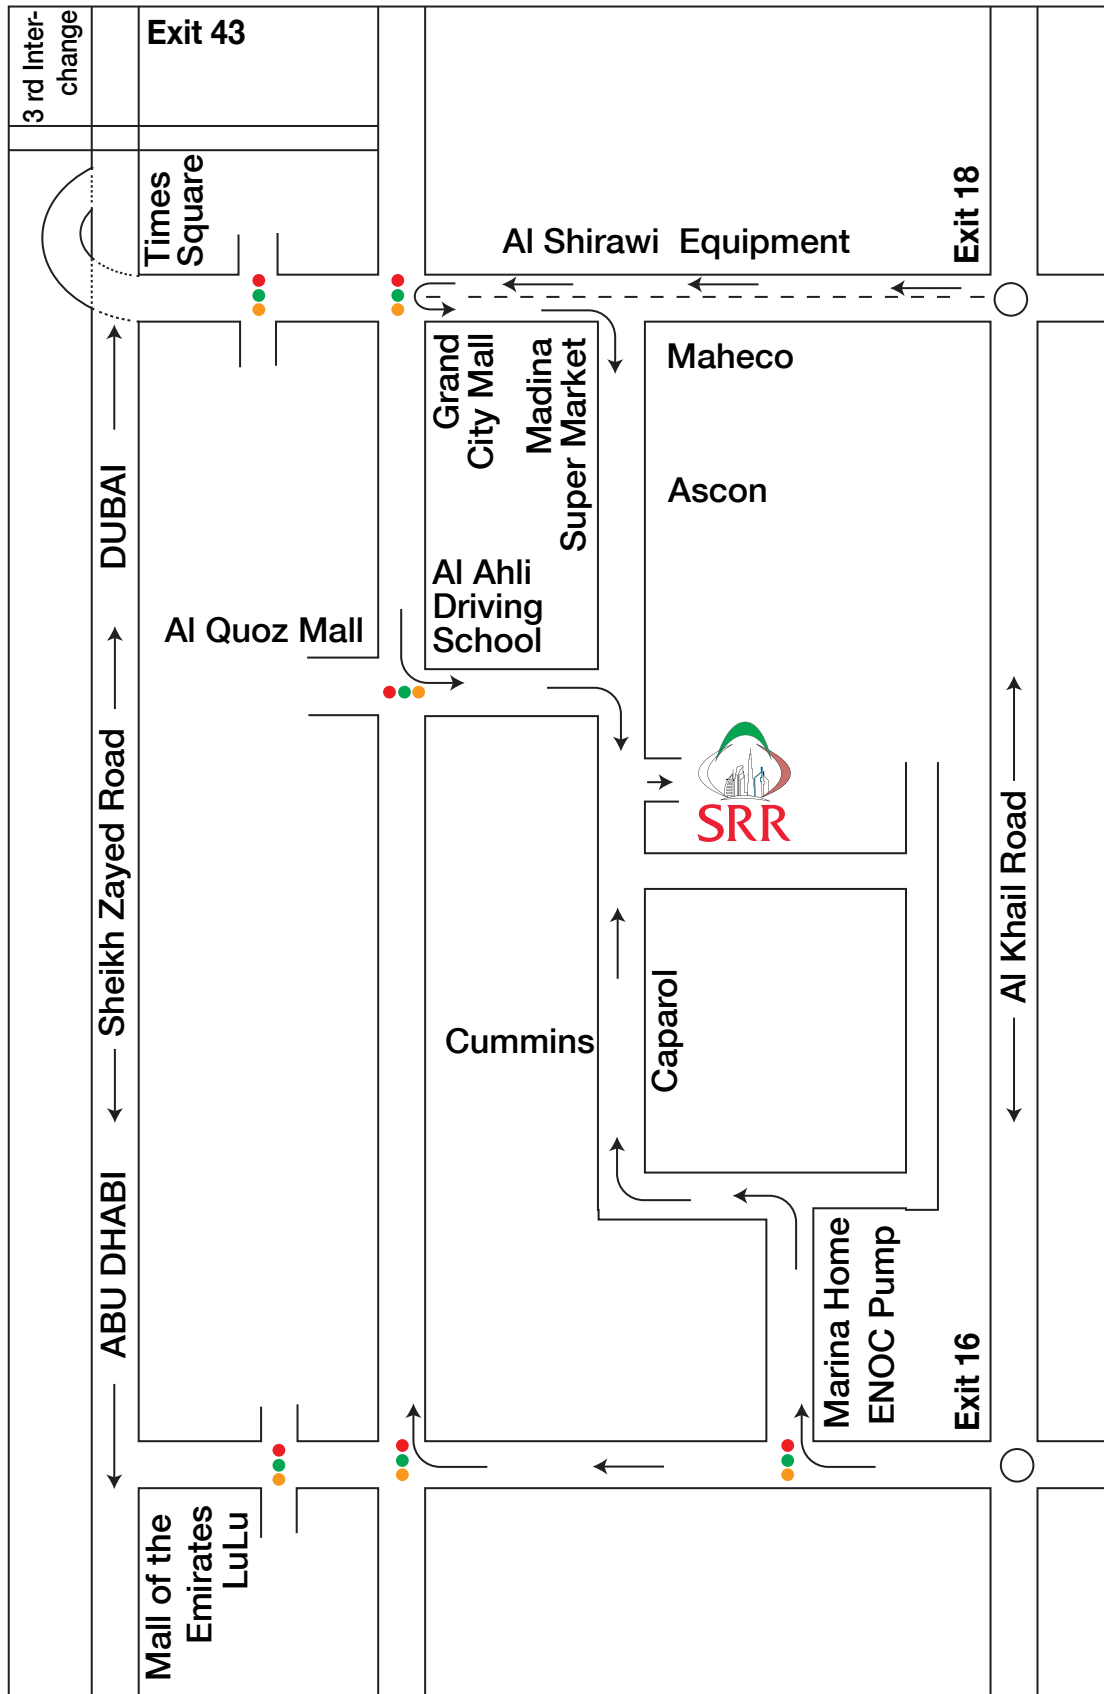 3 rd Inter-
change
Exit 43
Times
Square
Al Shirawi Equipment
Exit 18
Grand
City Mall
Madina
Super Market
Maheco
Ascon
DUBAI
Al Ahli
Driving
School
Al Quoz Mall
SRR
Sheikh Zayed Road
Al Khail Road
Cummins
Caparol
ABU DHABI
Marina Home
ENOC Pump
Exit 16
Mall of the
Emirates
LuLu